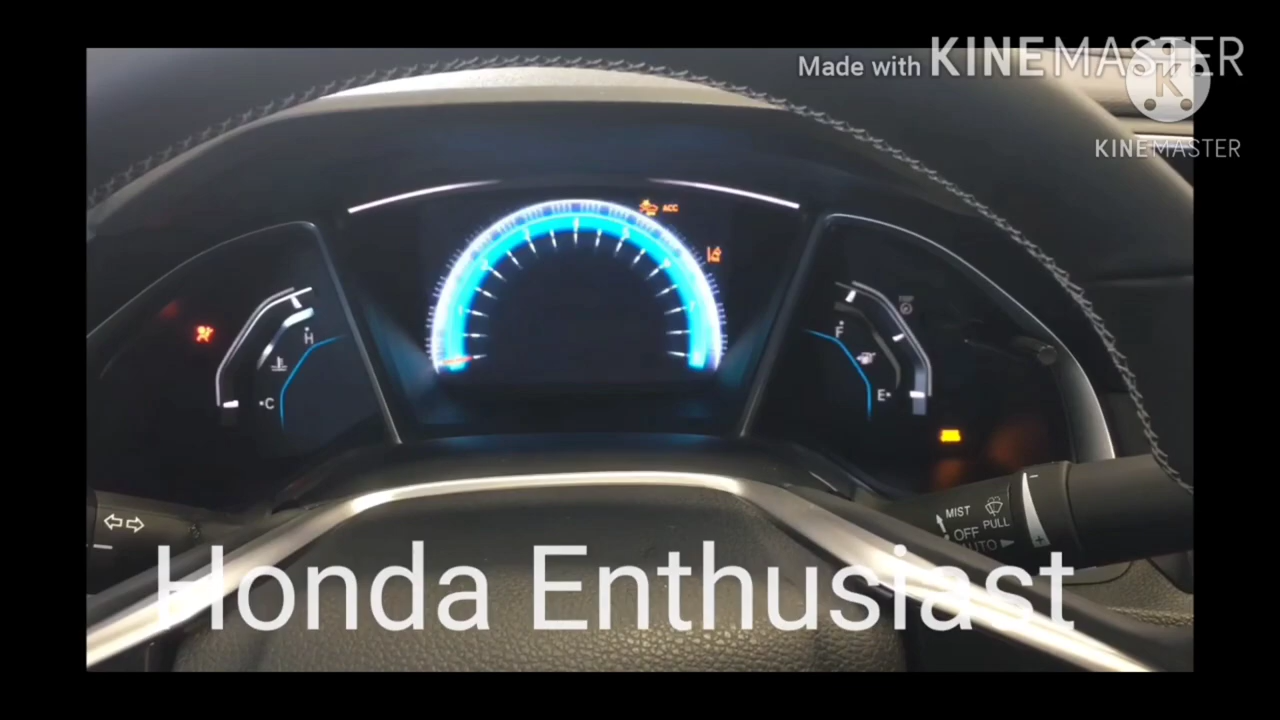 Made with KINEMASTER
K
KINEMASTER
ACC
H
C
F
E
MIST
OFF PULL
AUTO
- +
Honda Enthusiast